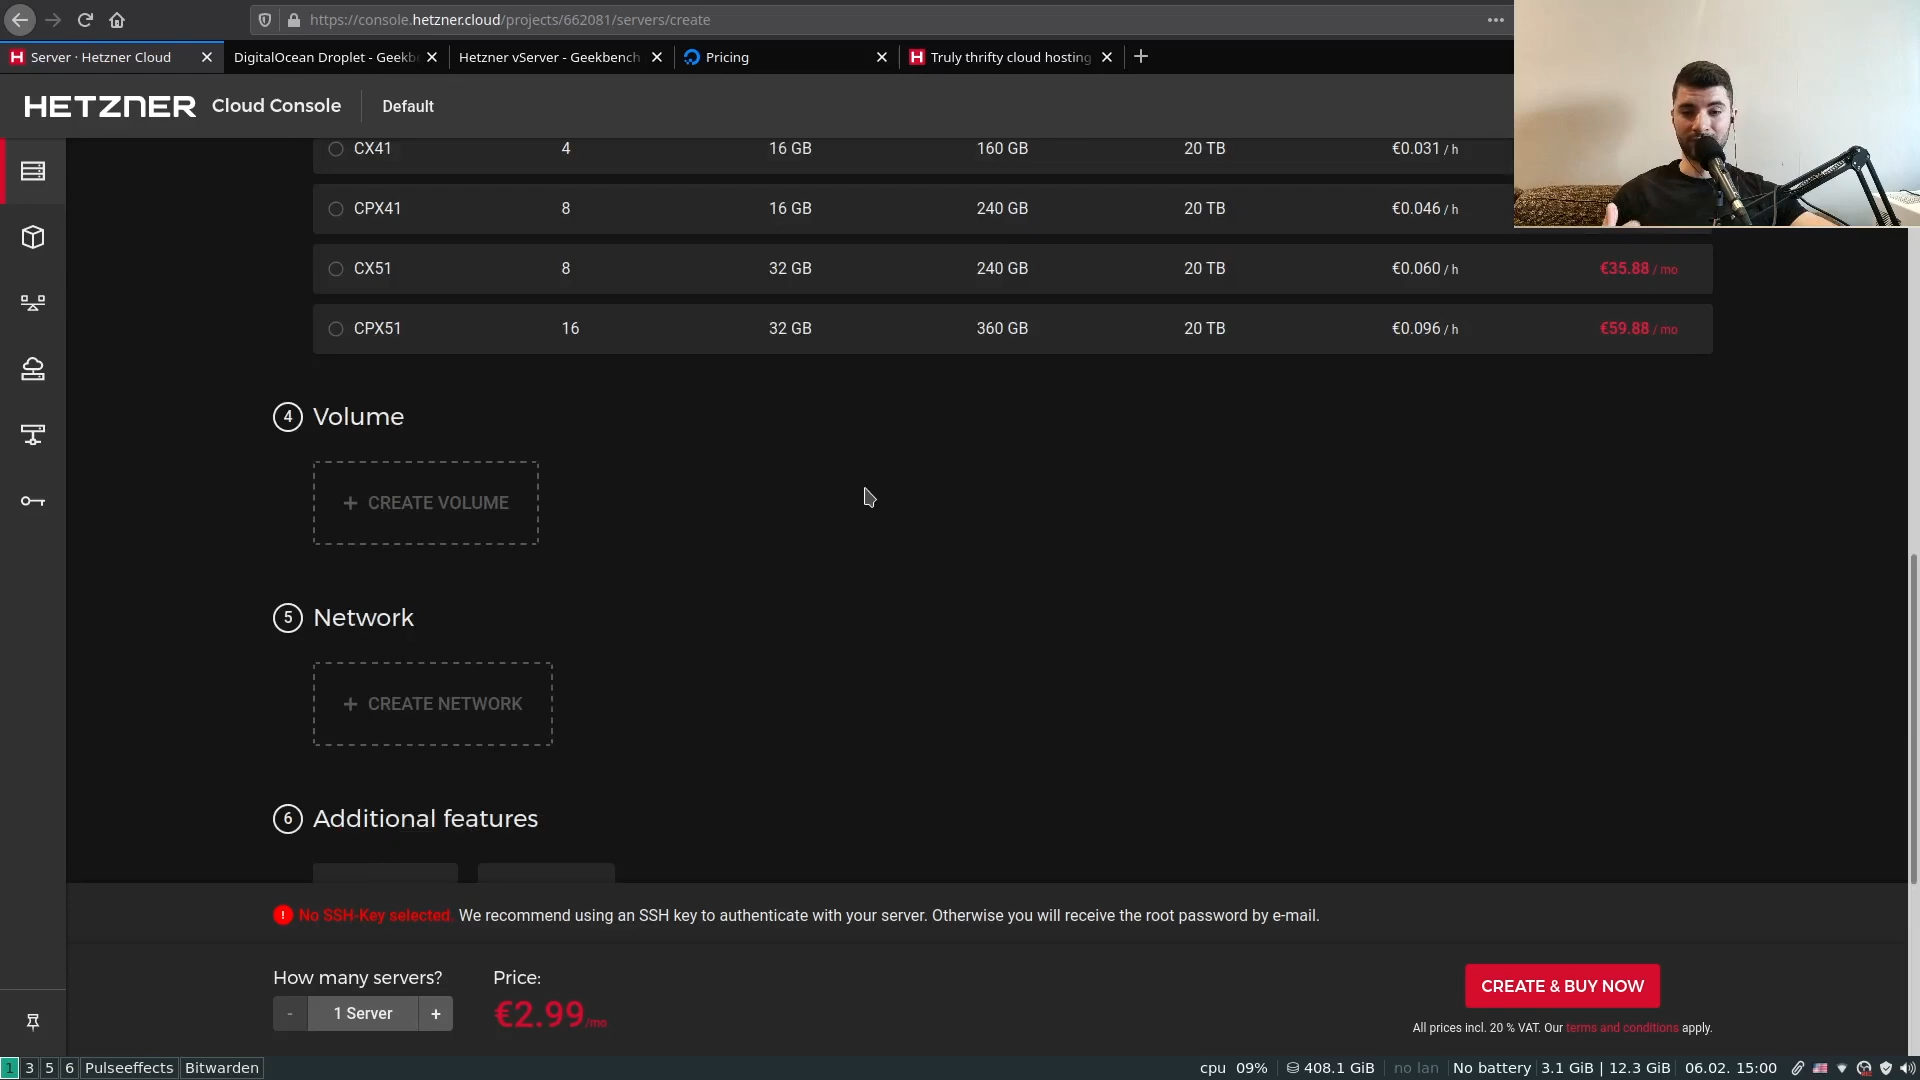 https://console.hetzner.cloud/projects/662081/servers/create
Server · Hetzner Cloud
DigitalOcean Droplet - Geekb
Hetzner vServer - Geekbench
Pricing
Truly thrifty cloud hosting
HETZNER Cloud Console Default
CX41 4 16 GB 160 GB 20 TB €0.031 / h
CPX41 8 16 GB 240 GB 20 TB €0.046 / h
CX51 8 32 GB 240 GB 20 TB €0.060 / h €35.88 / mo
CPX51 16 32 GB 360 GB 20 TB €0.096 / h €59.88 / mo
4 Volume
+ CREATE VOLUME
5 Network
+ CREATE NETWORK
6 Additional features
! No SSH-Key selected. We recommend using an SSH key to authenticate with your server. Otherwise you will receive the root password by e-mail.
How many servers? Price:
- 1 Server + €2.99/mo
CREATE & BUY NOW
All prices incl. 20 % VAT. Our terms and conditions apply.
1 3 5 6 Pulseeffects Bitwarden cpu 09% 408.1 GiB no lan No battery 3.1 GiB | 12.3 GiB 06.02. 15:00